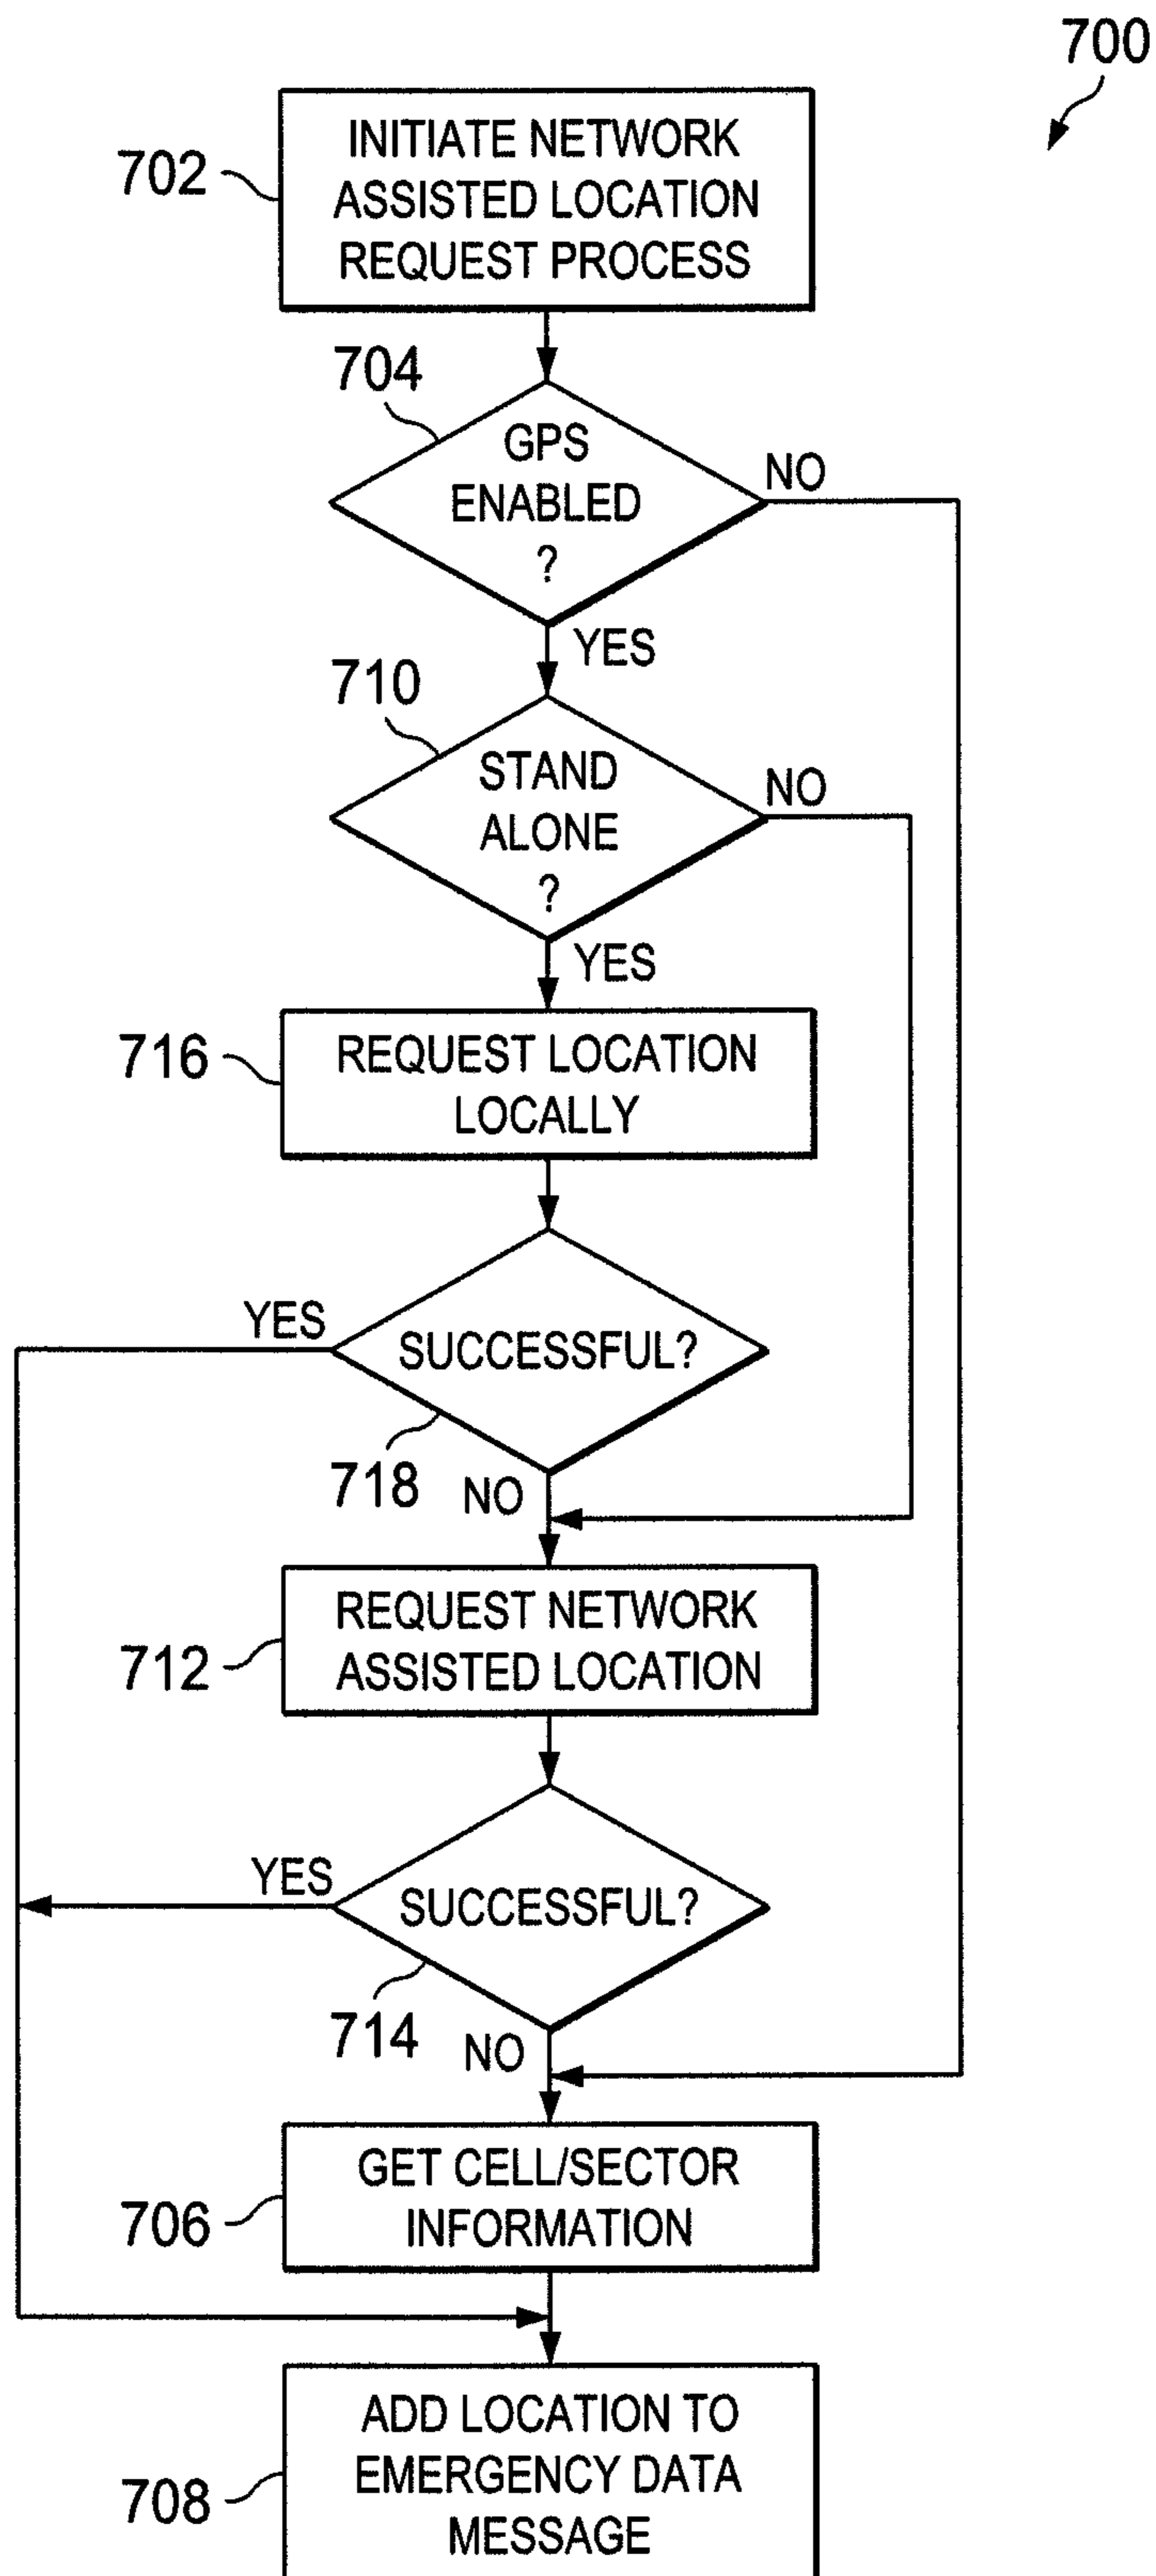 700
702
INITIATE NETWORK
ASSISTED LOCATION
REQUEST PROCESS
704
GPS
ENABLED
?
NO
YES
710
STAND
ALONE
?
NO
YES
716
REQUEST LOCATION
LOCALLY
YES
SUCCESSFUL?
718
NO
712
REQUEST NETWORK
ASSISTED LOCATION
YES
SUCCESSFUL?
714
NO
706
GET CELL/SECTOR
INFORMATION
708
ADD LOCATION TO
EMERGENCY DATA
MESSAGE